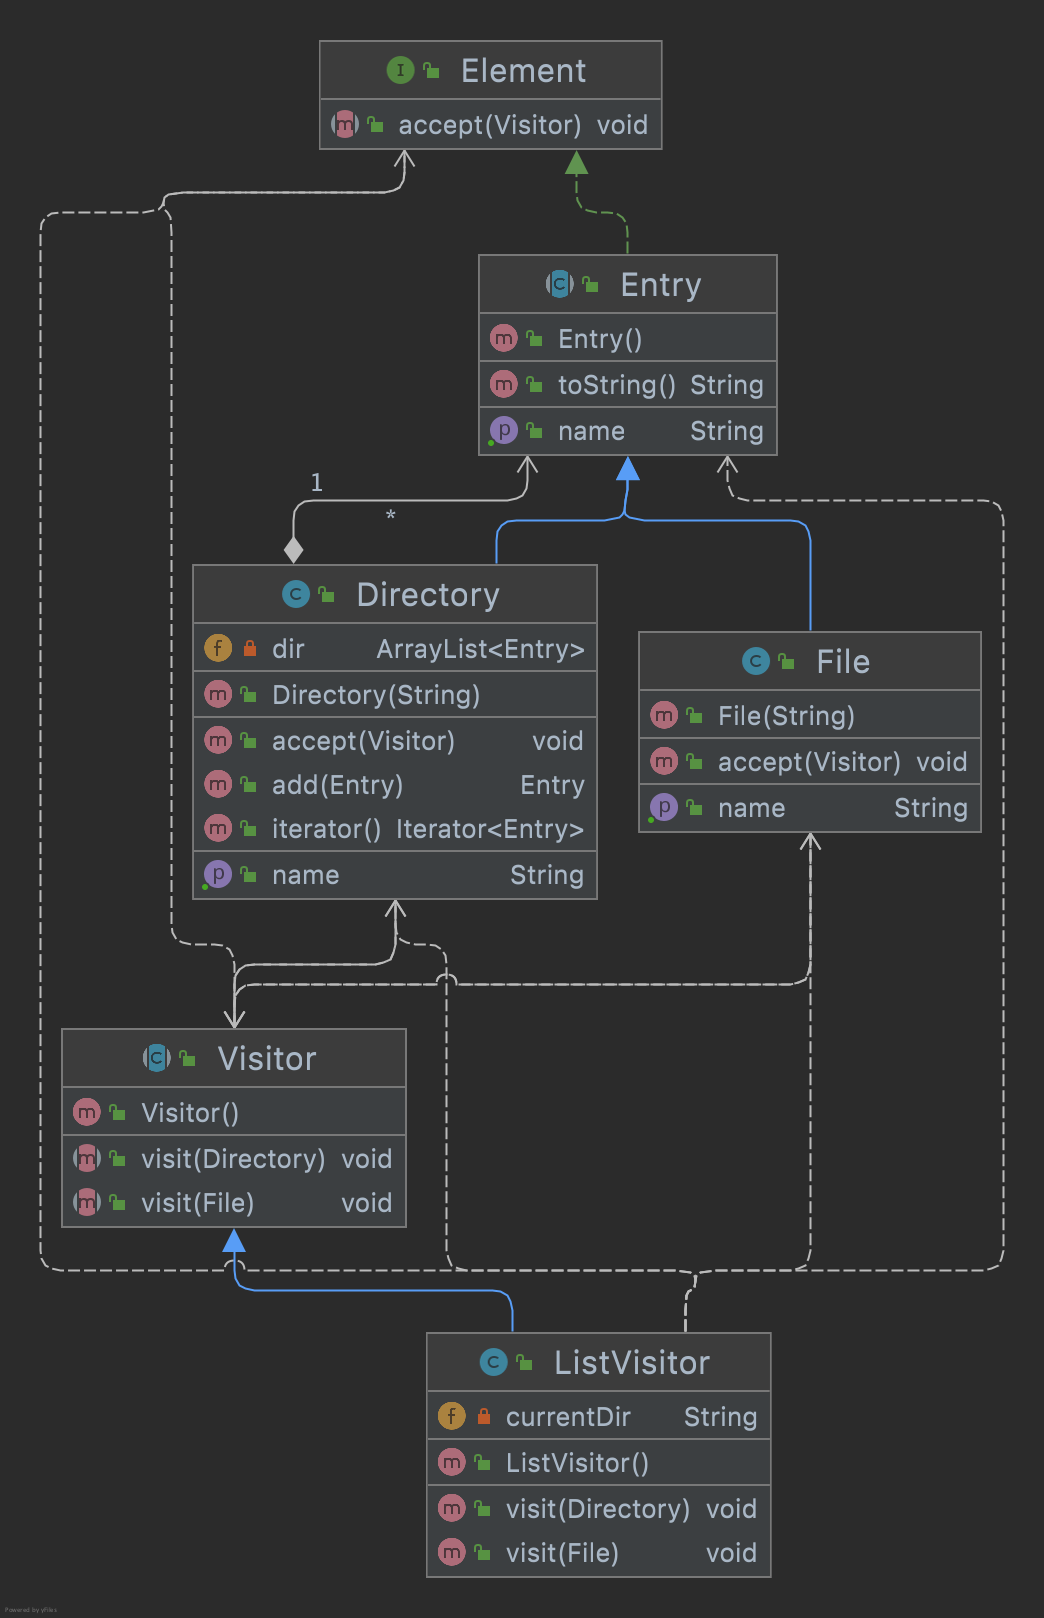 Element
accept(Visitor) void
Entry
Entry()
toString() String
name String
1
*
Directory
dir ArrayList<Entry>
Directory(String)
accept(Visitor) void
add(Entry) Entry
iterator() Iterator<Entry>
name String
File
File(String)
accept(Visitor) void
name String
Visitor
Visitor()
visit(Directory) void
visit(File) void
ListVisitor
currentDir String
ListVisitor()
visit(Directory) void
visit(File) void
Powered by yFiles